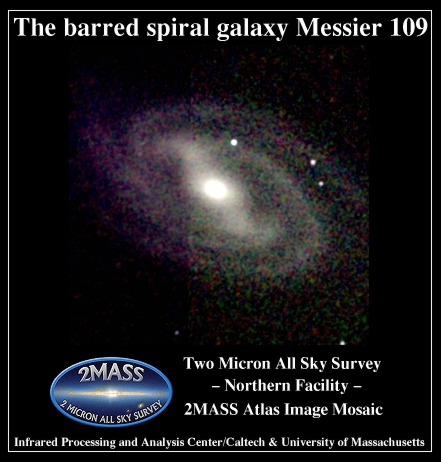 The barred spiral galaxy Messier 109
2MASS
2 MICRON ALL SKY SURVEY
Two Micron All Sky Survey
– Northern Facility –
2MASS Atlas Image Mosaic
Infrared Processing and Analysis Center/Caltech & University of Massachusetts